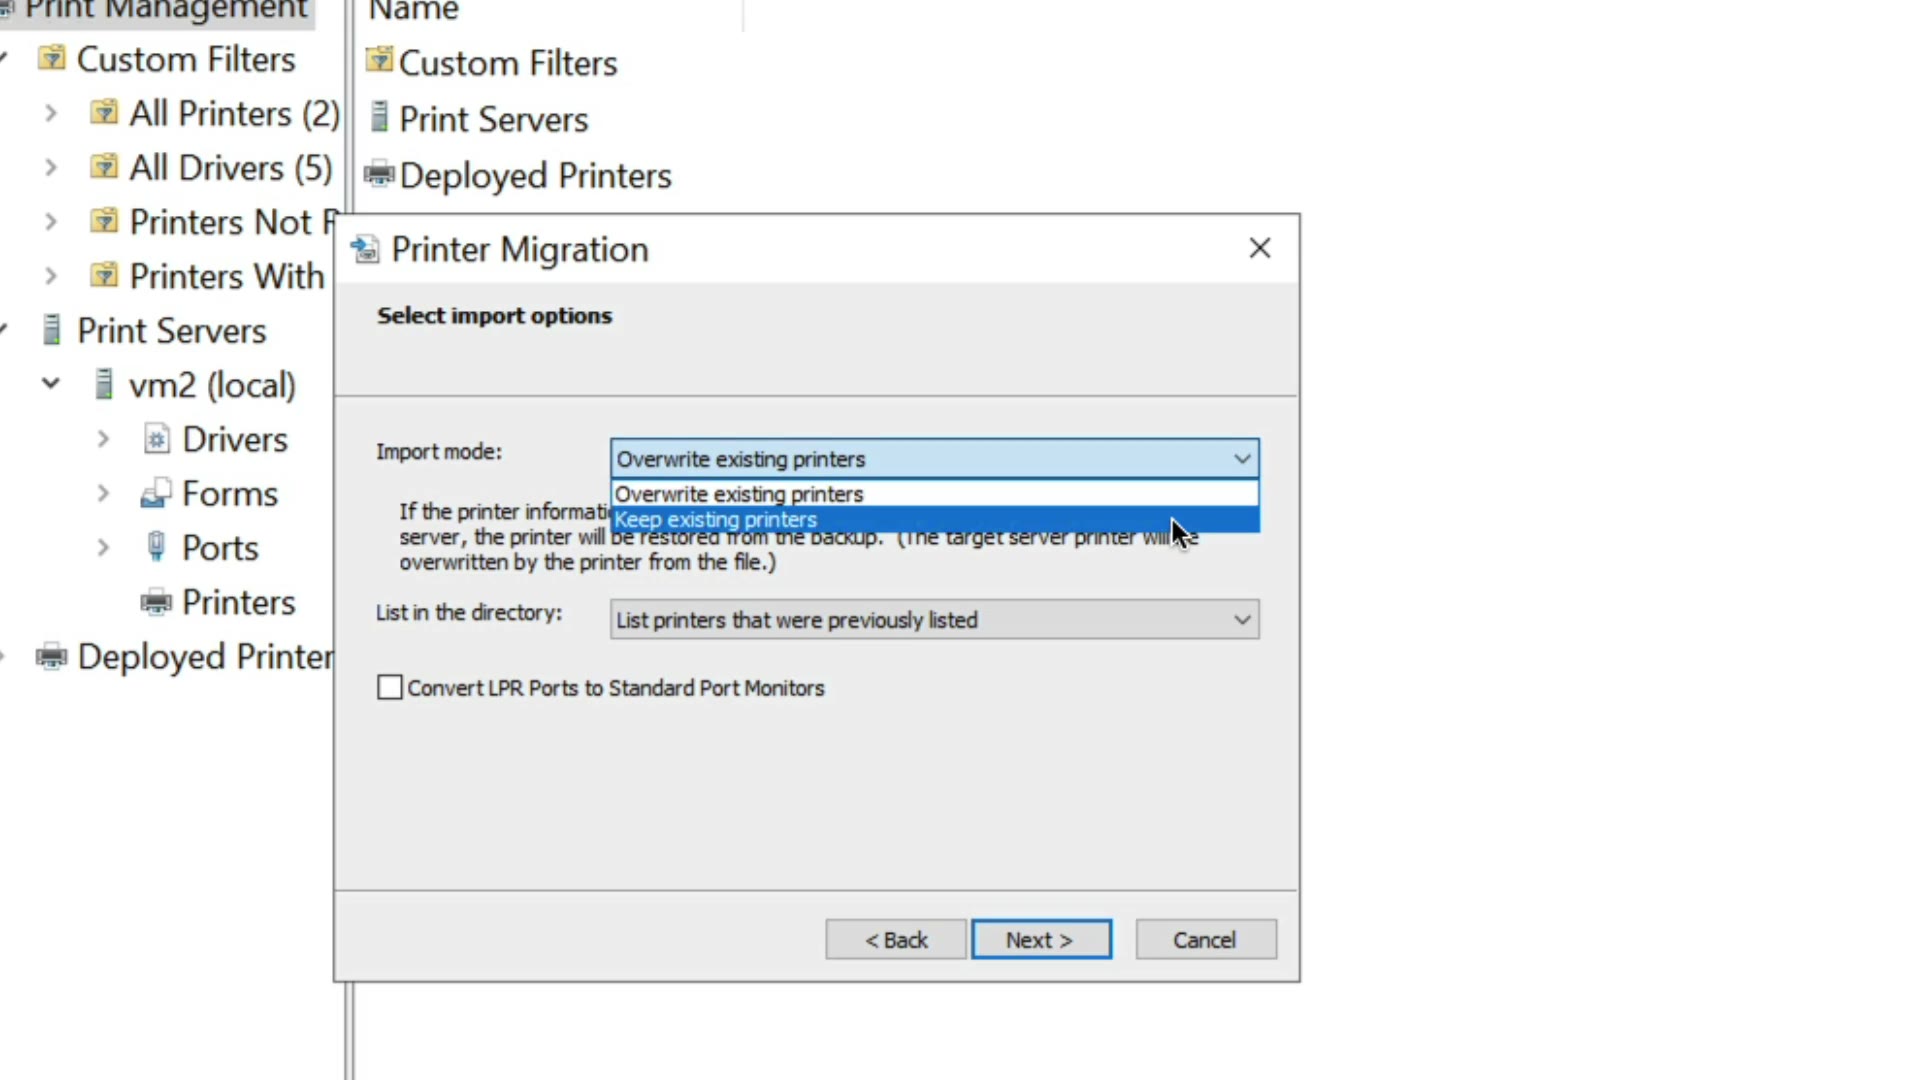 Print Management
Custom Filters
All Printers (2)
All Drivers (5)
Printers Not
Printers With
Print Servers
vm2 (local)
Drivers
Forms
Ports
Printers
Deployed Printer
Name
Custom Filters
Print Servers
Deployed Printers
Printer Migration
Select import options
Import mode:
Overwrite existing printers
Overwrite existing printers
Keep existing printers
If the printer informati
server, the printer will be restored from the backup. (The target server printer will be
overwritten by the printer from the file.)
List in the directory:
List printers that were previously listed
Convert LPR Ports to Standard Port Monitors
< Back
Next >
Cancel